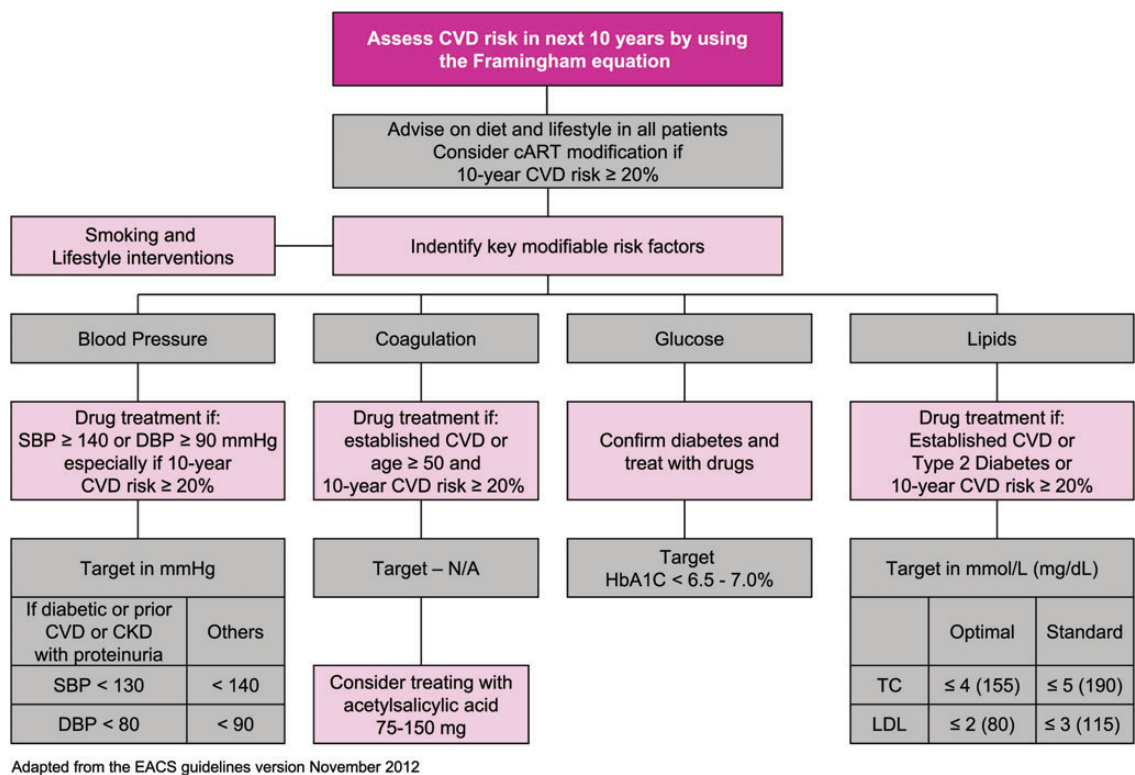 Assess CVD risk in next 10 years by using
the Framingham equation
Advise on diet and lifestyle in all patients
Consider cART modification if
10-year CVD risk ≥ 20%
Smoking and
Lifestyle interventions
Indentify key modifiable risk factors
Blood Pressure
Coagulation
Glucose
Lipids
Drug treatment if:
SBP ≥ 140 or DBP ≥ 90 mmHg
especially if 10-year
CVD risk ≥ 20%
Drug treatment if:
established CVD or
age ≥ 50 and
10-year CVD risk ≥ 20%
Confirm diabetes and
treat with drugs
Drug treatment if:
Established CVD or
Type 2 Diabetes or
10-year CVD risk ≥ 20%
Target in mmHg
If diabetic or prior
CVD or CKD
with proteinuria
Others
SBP < 130
< 140
DBP < 80
< 90
Target – N/A
Consider treating with
acetylsalicylic acid
75-150 mg
Target
HbA1C < 6.5 - 7.0%
Target in mmol/L (mg/dL)
Optimal
Standard
TC
≤ 4 (155)
≤ 5 (190)
LDL
≤ 2 (80)
≤ 3 (115)
Adapted from the EACS guidelines version November 2012